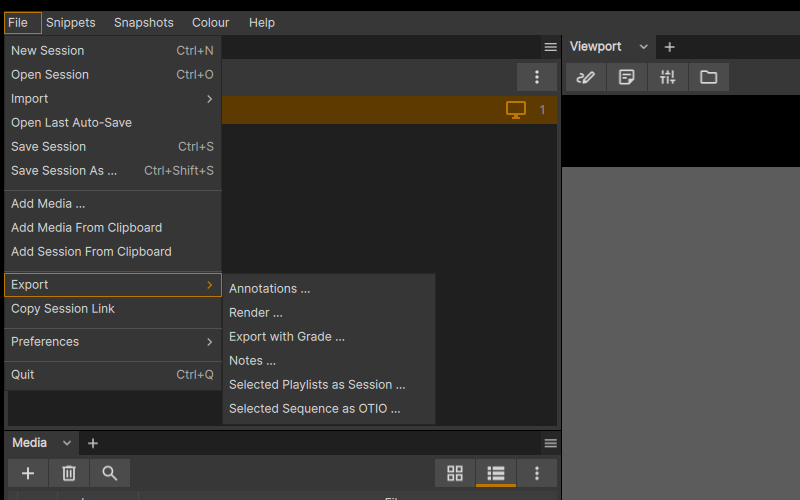 File Snippets Snapshots Colour Help
New Session Ctrl+N
Open Session Ctrl+O
Import
Open Last Auto-Save
Save Session Ctrl+S
Save Session As ... Ctrl+Shift+S
Add Media ...
Add Media From Clipboard
Add Session From Clipboard
Export
Copy Session Link
Preferences
Quit Ctrl+Q
Annotations ...
Render ...
Export with Grade ...
Notes ...
Selected Playlists as Session ...
Selected Sequence as OTIO ...
1
Viewport
Media